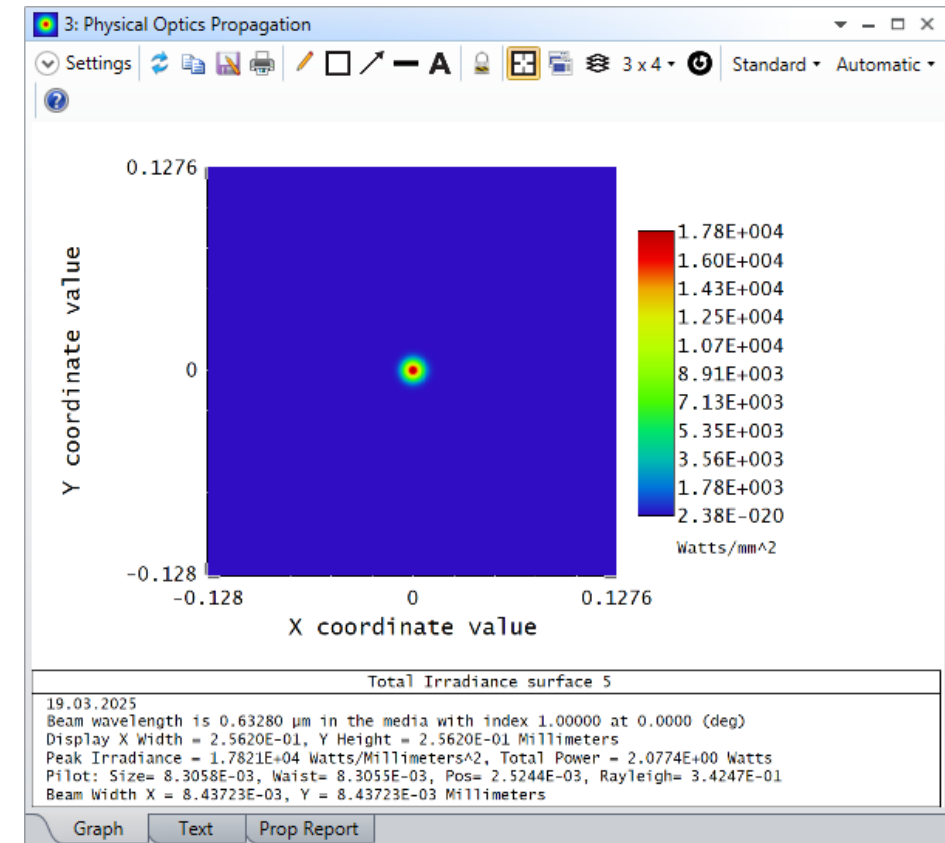 3: Physical Optics Propagation
Settings A 3 x 4 Standard Automatic
?
0.1276
0
-0.128
Y coordinate value
-0.128 0 0.1276
X coordinate value
1.78E+004
1.60E+004
1.43E+004
1.25E+004
1.07E+004
8.91E+003
7.13E+003
5.35E+003
3.56E+003
1.78E+003
2.38E-020
Watts/mm^2
Total Irradiance surface 5
19.03.2025
Beam wavelength is 0.63280 µm in the media with index 1.00000 at 0.0000 (deg)
Display X Width = 2.5620E-01, Y Height = 2.5620E-01 Millimeters
Peak Irradiance = 1.7821E+04 Watts/Millimeters^2, Total Power = 2.0774E+00 Watts
Pilot: Size= 8.3058E-03, Waist= 8.3055E-03, Pos= 2.5244E-03, Rayleigh= 3.4247E-01
Beam Width X = 8.43723E-03, Y = 8.43723E-03 Millimeters
Graph Text Prop Report